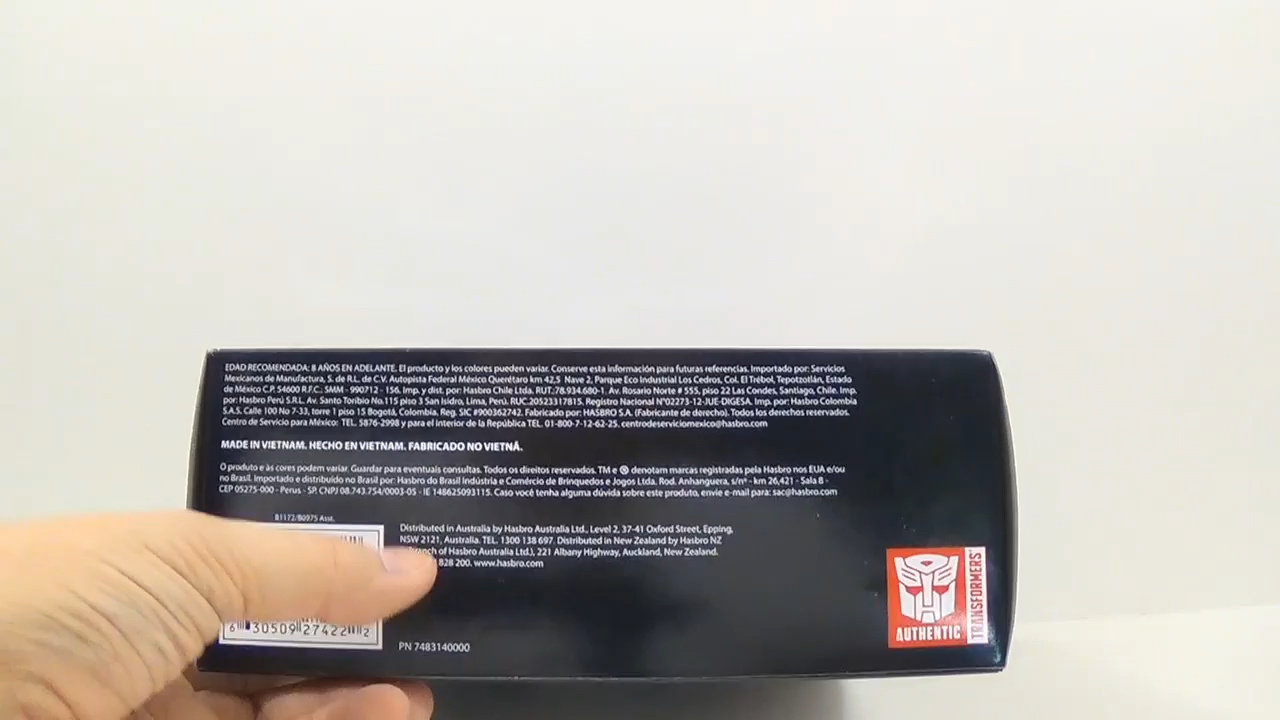 EDAD RECOMENDADA: 8 AÑOS EN ADELANTE. El producto y los colores pueden variar. Conserve esta información para futuras referencias. Importado por: Servicios
Mexicanos de Manufactura, S. de R.L. de C.V. Autopista Federal México Querétaro km 42,5 Nave 2, Parque Eco Industrial Los Cedros, Col. El Trébol, Tepotzotlán, Estado
de México C.P. 54600 R.F.C.: SMM - 990712 - 156. Imp. y dist. por: Hasbro Chile Ltda. RUT.:78.934.680-1. Av. Rosario Norte # 555, piso 22 Las Condes, Santiago, Chile. Imp.
por: Hasbro Perú S.R.L. Av. Santo Toribio No.115 piso 3 San Isidro, Lima, Perú. RUC.20523317815. Registro Nacional N°02273-12-JUE-DIGESA. Imp. por: Hasbro Colombia
S.A.S. Calle 100 No 7-33, torre 1 piso 15 Bogotá, Colombia. Reg. SIC #900362742. Fabricado por: HASBRO S.A. (Fabricante de derecho). Todos los derechos reservados.
Centro de Servicio para México: TEL. 5876-2998 y para el Interior de la República TEL. 01-800-7-12-62-25, centrodeserviciomexico@hasbro.com
MADE IN VIETNAM. HECHO EN VIETNAM. FABRICADO NO VIETNÃ.
O produto e as cores podem variar. Guardar para eventuais consultas. Todos os direitos reservados. TM e ® denotam marcas registradas pela Hasbro nos EUA e/ou
no Brasil. Importado e distribuído no Brasil por: Hasbro do Brasil Indústria e Comércio de Brinquedos e Jogos Ltda. Rod. Anhanguera, s/nº - km 26,421 - Sala B -
CEP 05275-000 - Perus - SP. CNPJ 08.743.754/0003-05 - IE 148625093115. Caso você tenha alguma dúvida sobre este produto, envie e-mail para: sac@hasbro.com
B1172/B0975 Asst.
Distributed in Australia by Hasbro Australia Ltd., Level 2, 37-41 Oxford Street, Epping,
NSW 2121, Australia. TEL. 1300 138 697. Distributed in New Zealand by Hasbro NZ
of Hasbro Australia Ltd.), 221 Albany Highway, Auckland, New Zealand.
828 200. www.hasbro.com
6 30509 27422 2
PN 7483140000
AUTHENTIC
TRANSFORMERS